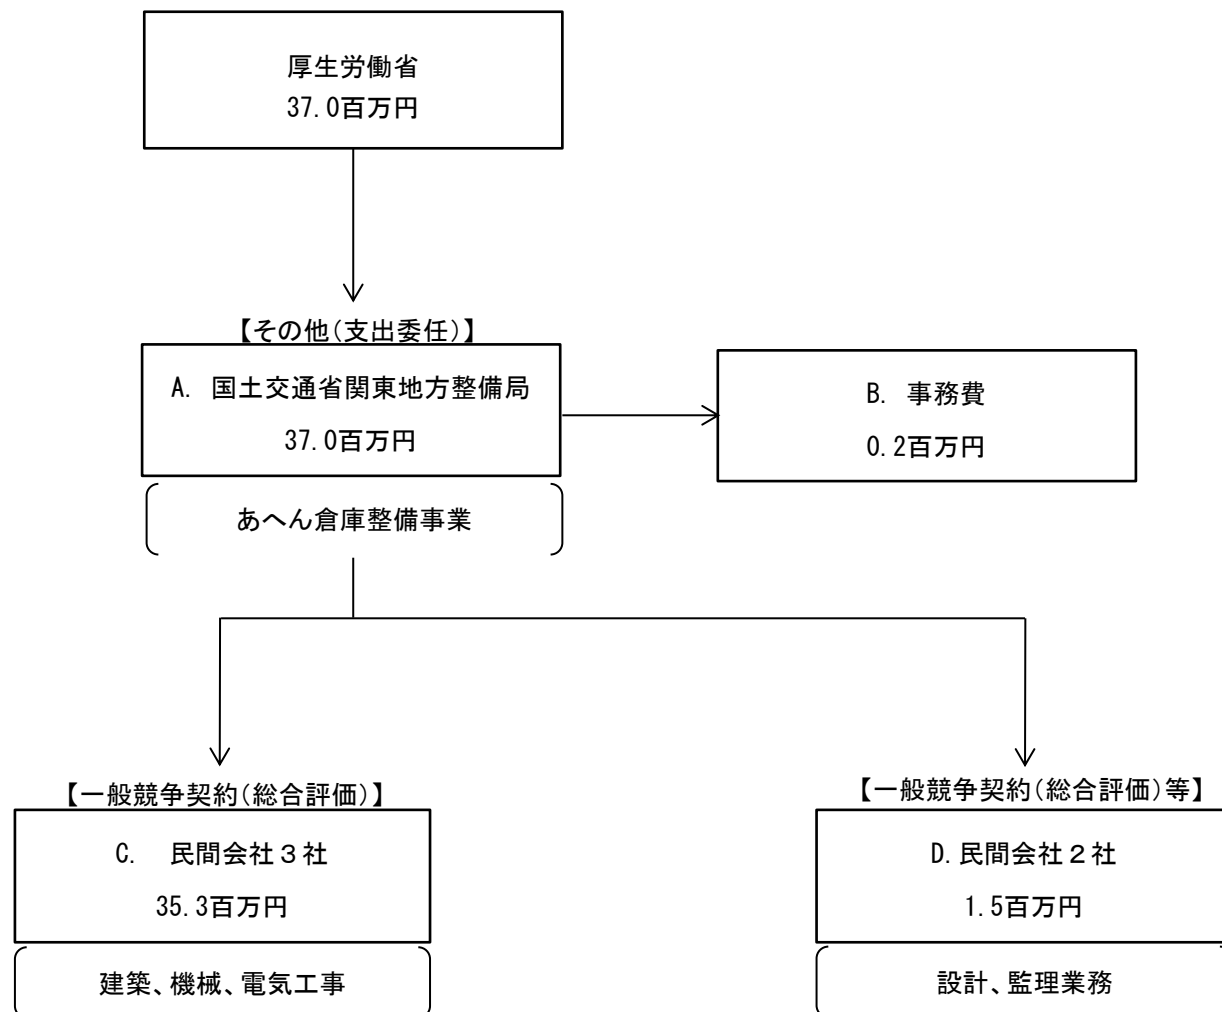 厚生労働省
37.0百万円
【その他(支出委任)】
A. 国土交通省関東地方整備局
37.0百万円
B. 事務費
0.2百万円
あへん倉庫整備事業
【一般競争契約(総合評価)】
C. 民間会社３社
35.3百万円
建築、機械、電気工事
【一般競争契約(総合評価)等】
D.民間会社２社
1.5百万円
設計、監理業務